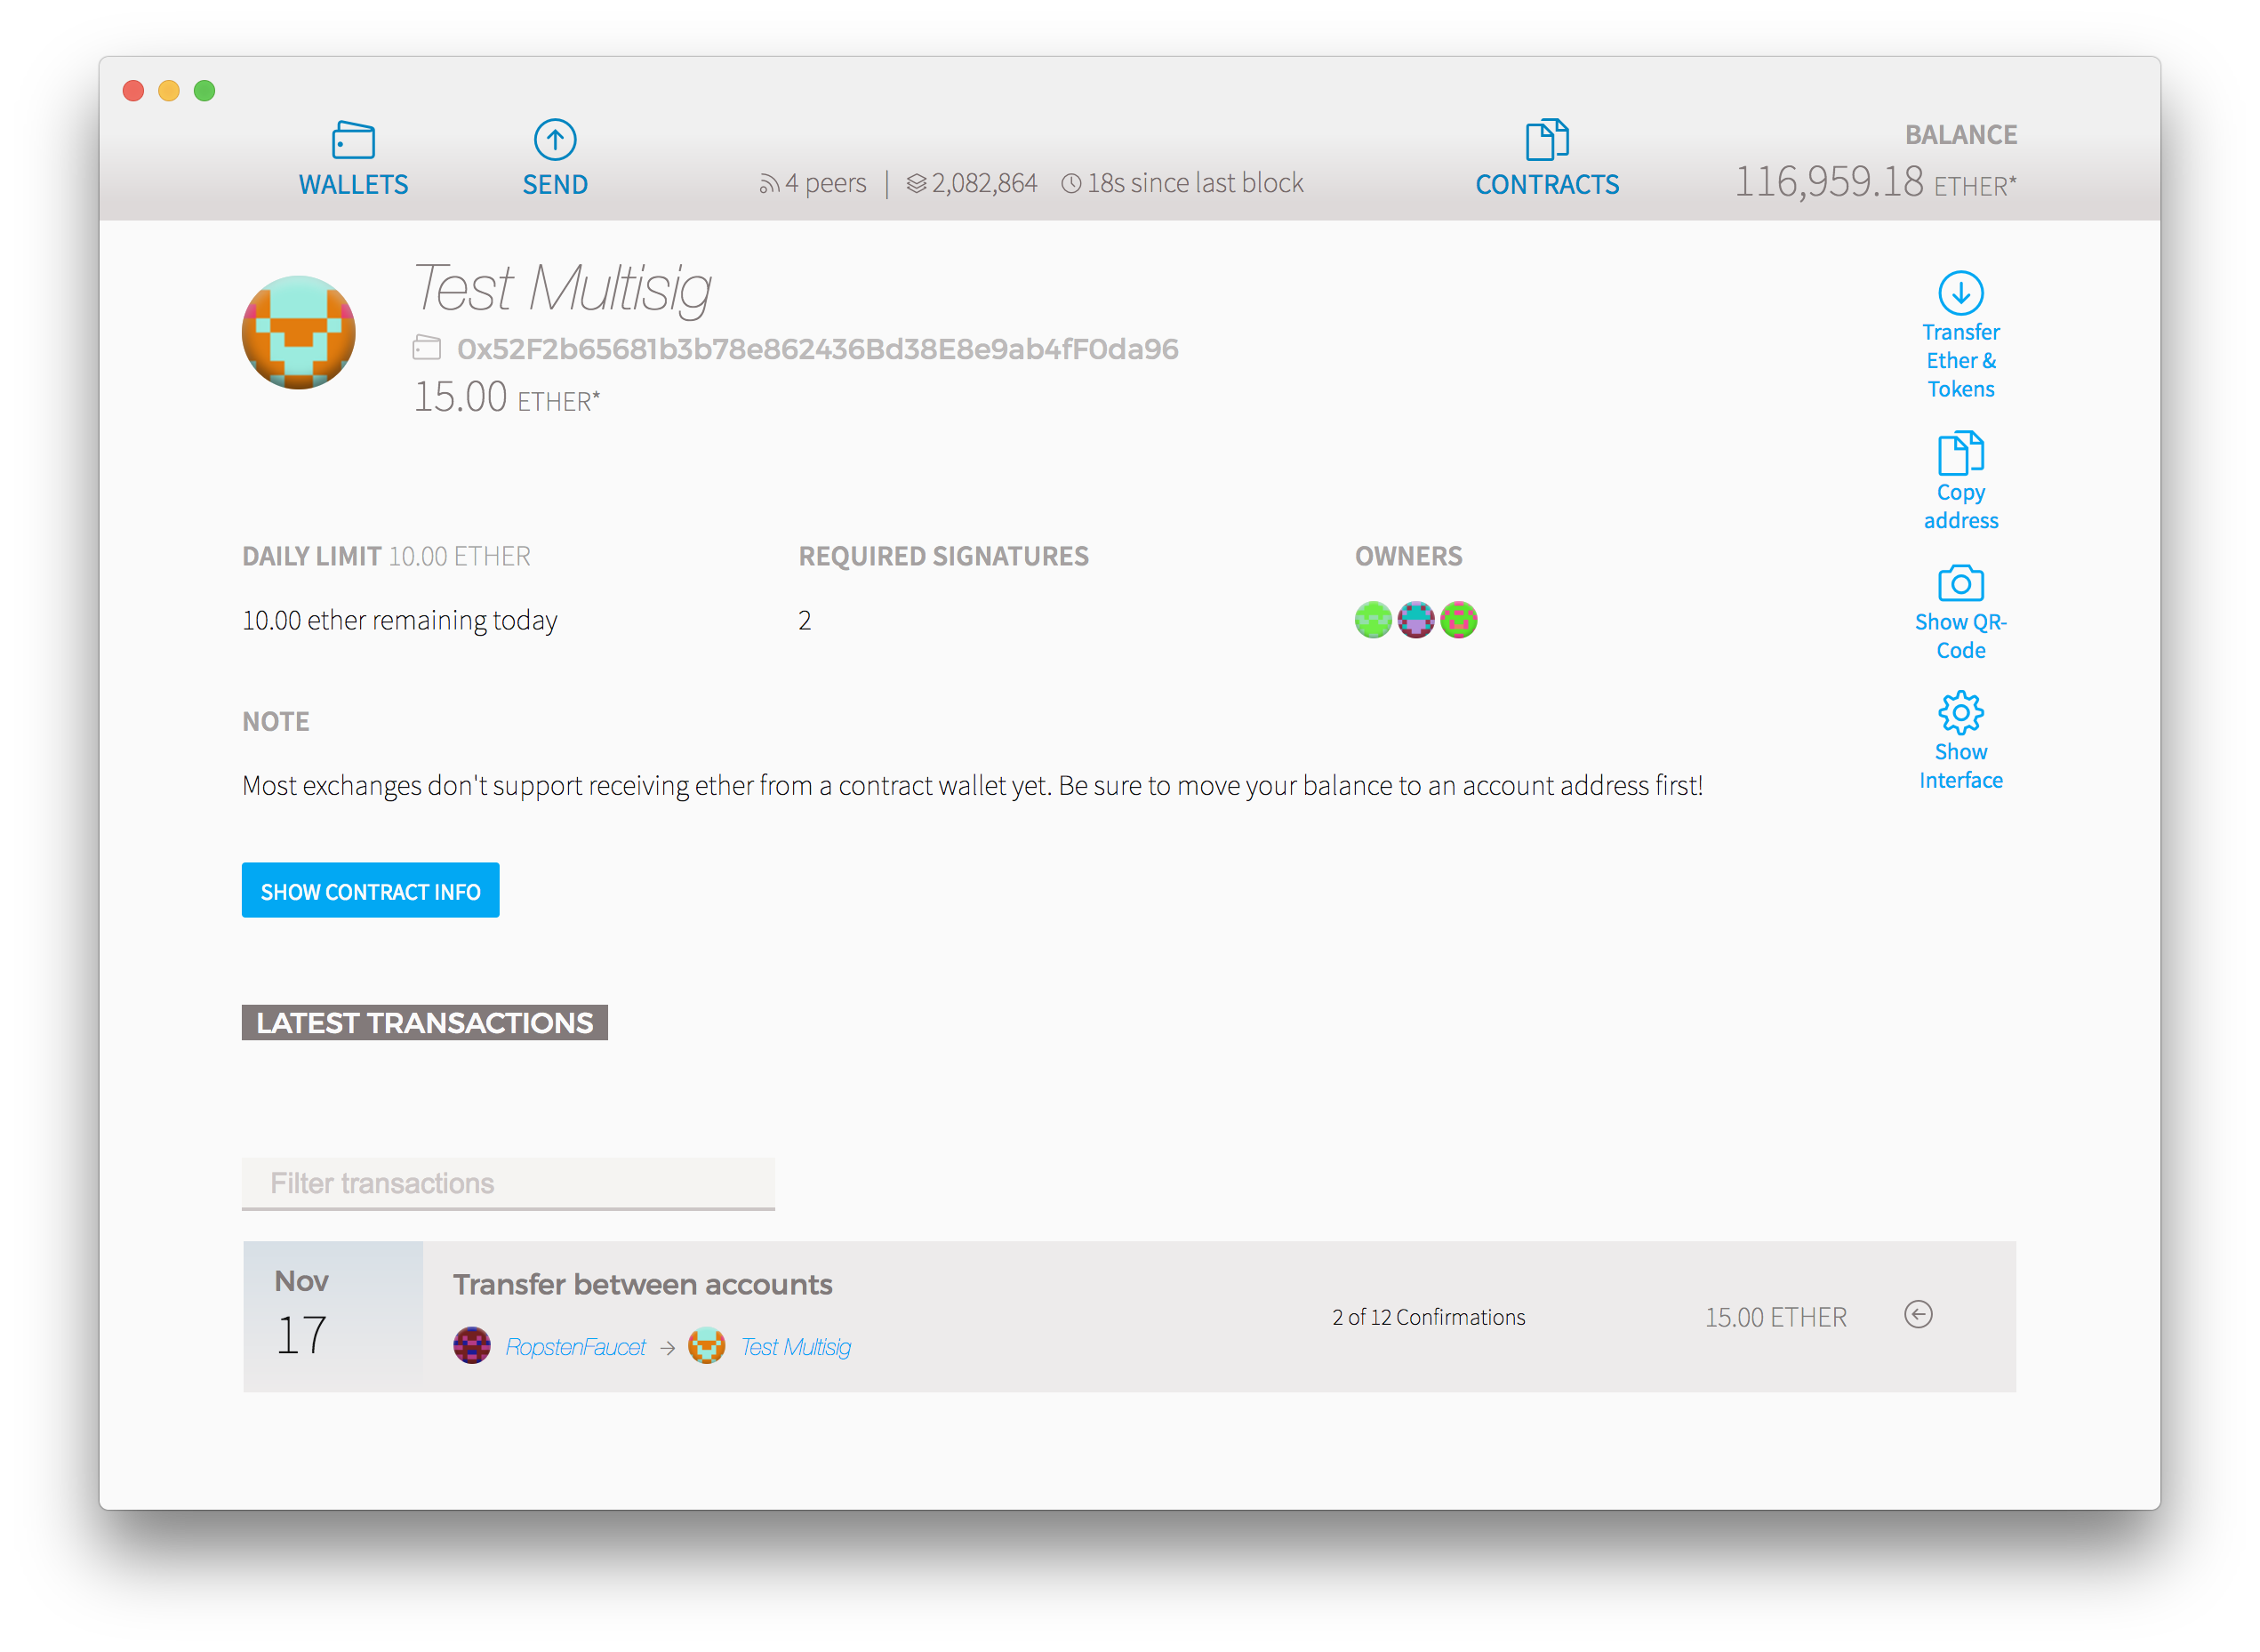 WALLETS
SEND
4 peers | 2,082,864 18s since last block
CONTRACTS
BALANCE
116,959.18 ETHER*
Test Multisig
0x52F2b65681b3b78e862436Bd38E8e9ab4fF0da96
15.00 ETHER*
Transfer
Ether &
Tokens
Copy
address
Show QR-
Code
Show
Interface
DAILY LIMIT 10.00 ETHER
10.00 ether remaining today
REQUIRED SIGNATURES
2
OWNERS
NOTE
Most exchanges don't support receiving ether from a contract wallet yet. Be sure to move your balance to an account address first!
SHOW CONTRACT INFO
LATEST TRANSACTIONS
Filter transactions
Nov
17
Transfer between accounts
RopstenFaucet → Test Multisig
2 of 12 Confirmations
15.00 ETHER